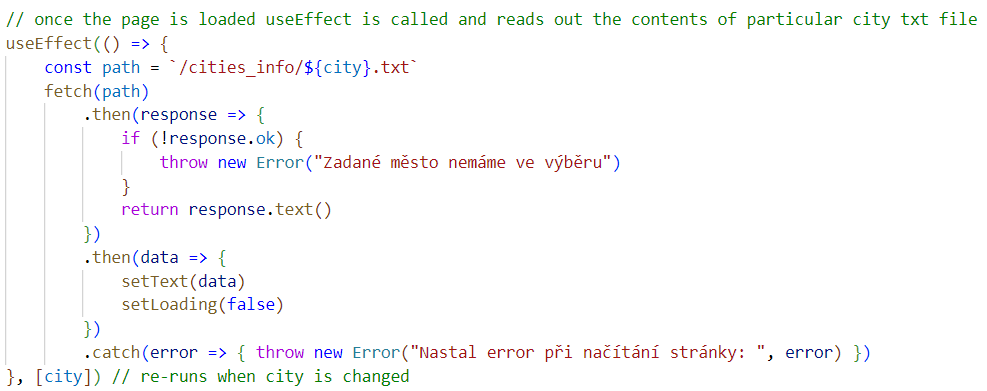 // once the page is loaded useEffect is called and reads out the contents of particular city txt file
useEffect(() => {
    const path = `/cities_info/${city}.txt`
    fetch(path)
        .then(response => {
            if (!response.ok) {
                throw new Error("Zadané město nemáme ve výběru")
            }
            return response.text()
        })
        .then(data => {
            setText(data)
            setLoading(false)
        })
        .catch(error => { throw new Error("Nastal error při načítání stránky: ", error) })
}, [city]) // re-runs when city is changed